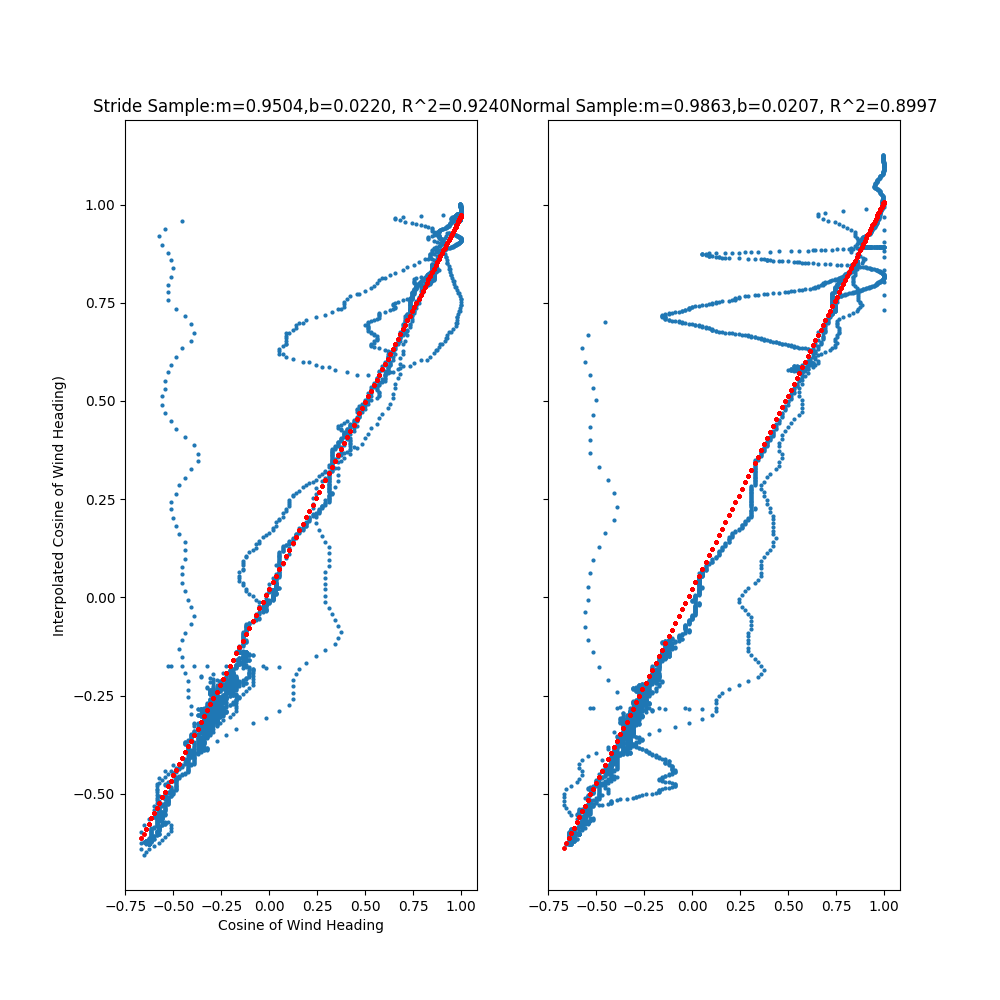 Stride Sample:m=0.9504,b=0.0220, R^2=0.9240Normal Sample:m=0.9863,b=0.0207, R^2=0.8997
1.00
0.75
0.50
0.25
0.00
−0.25
−0.50
Interpolated Cosine of Wind Heading)
−0.75 −0.50 −0.25 0.00 0.25 0.50 0.75 1.00
−0.75 −0.50 −0.25 0.00 0.25 0.50 0.75 1.00
Cosine of Wind Heading